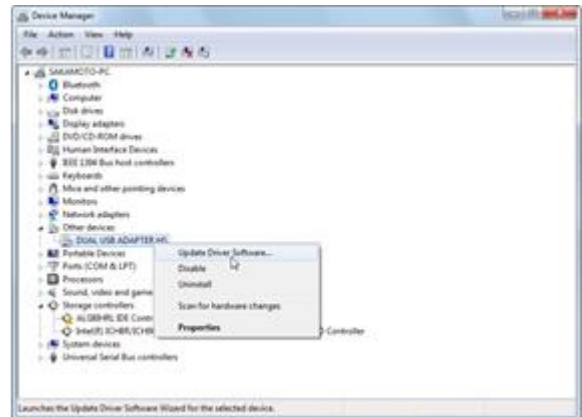 Device Manager
File Action View Help
SAKAMOTO-PC
Bluetooth
Computer
Disk drives
Display adapters
DVD/CD-ROM drives
Human Interface Devices
IEEE 1394 Bus host controllers
Keyboards
Mice and other pointing devices
Monitors
Network adapters
Other devices
DUAL USB ADAPTER HS
Update Driver Software...
Portable Devices
Ports (COM & LPT)
Disable
Processors
Uninstall
Sound, video and game
Storage controllers
Scan for hardware changes
IDE Contr
Properties
Controller
System devices
Universal Serial Bus controllers
Launches the Update Driver Software Wizard for the selected device.